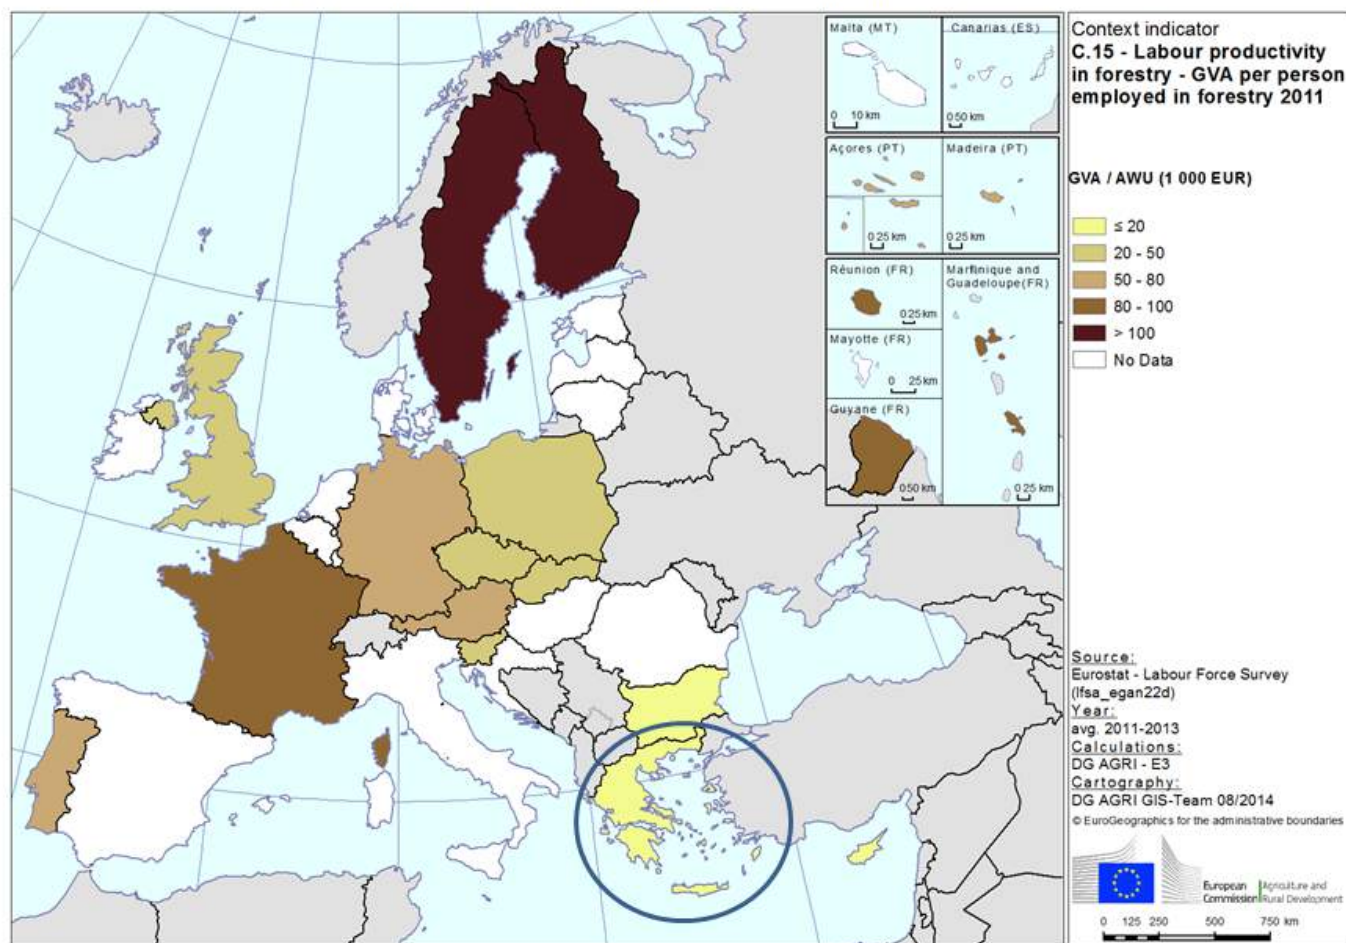 Malta (MT)
0 10 km
Canarias (ES)
0 50 km
Açores (PT)
0 25 km
Madeira (PT)
0 25 km
Réunion (FR)
0 25 km
Mayotte (FR)
0 25 km
Guyane (FR)
0 50 km
Martinique and
Guadeloupe(FR)
0 25 km
Context indicator
C.15 - Labour productivity
in forestry - GVA per person
employed in forestry 2011
GVA / AWU (1 000 EUR)
≤ 20
20 - 50
50 - 80
80 - 100
> 100
No Data
Source:
Eurostat - Labour Force Survey
(lfsa_egan22d)
Year:
avg. 2011-2013
Calculations:
DG AGRI - E3
Cartography:
DG AGRI GIS-Team 08/2014
© EuroGeographics for the administrative boundaries
European
Commission
Agriculture and
Rural Development
0 125 250 500 750 km